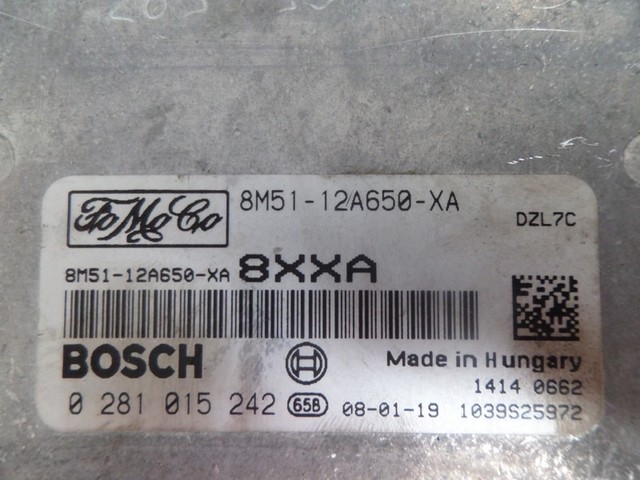 FoMoCo
8M51-12A650-XA
DZL7C
8M51-12A650-XA 8XXA
BOSCH
Made in Hungary
1414 0662
0 281 015 242 658 08-01-19 1039S25972